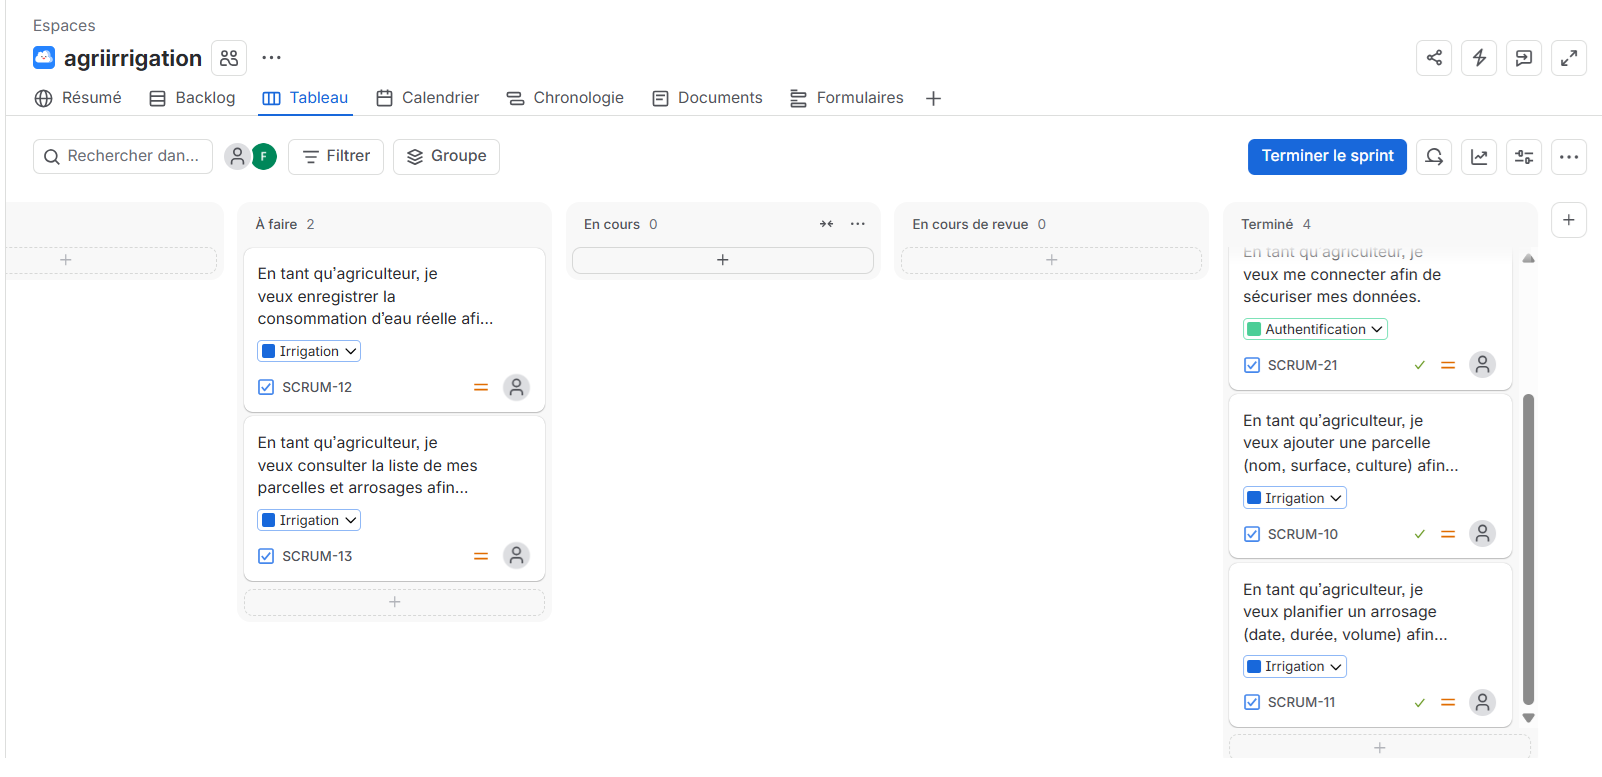 Espaces
agriirrigation
Résumé
Backlog
Tableau
Calendrier
Chronologie
Documents
Formulaires
Rechercher dan...
F
Filtrer
Groupe
Terminer le sprint
À faire 2
En tant qu’agriculteur, je
veux enregistrer la
consommation d’eau réelle afi...
Irrigation
SCRUM-12
En tant qu’agriculteur, je
veux consulter la liste de mes
parcelles et arrosages afin...
Irrigation
SCRUM-13
En cours 0
En cours de revue 0
Terminé 4
En tant qu’agriculteur, je
veux me connecter afin de
sécuriser mes données.
Authentification
SCRUM-21
En tant qu’agriculteur, je
veux ajouter une parcelle
(nom, surface, culture) afin...
Irrigation
SCRUM-10
En tant qu’agriculteur, je
veux planifier un arrosage
(date, durée, volume) afin...
Irrigation
SCRUM-11